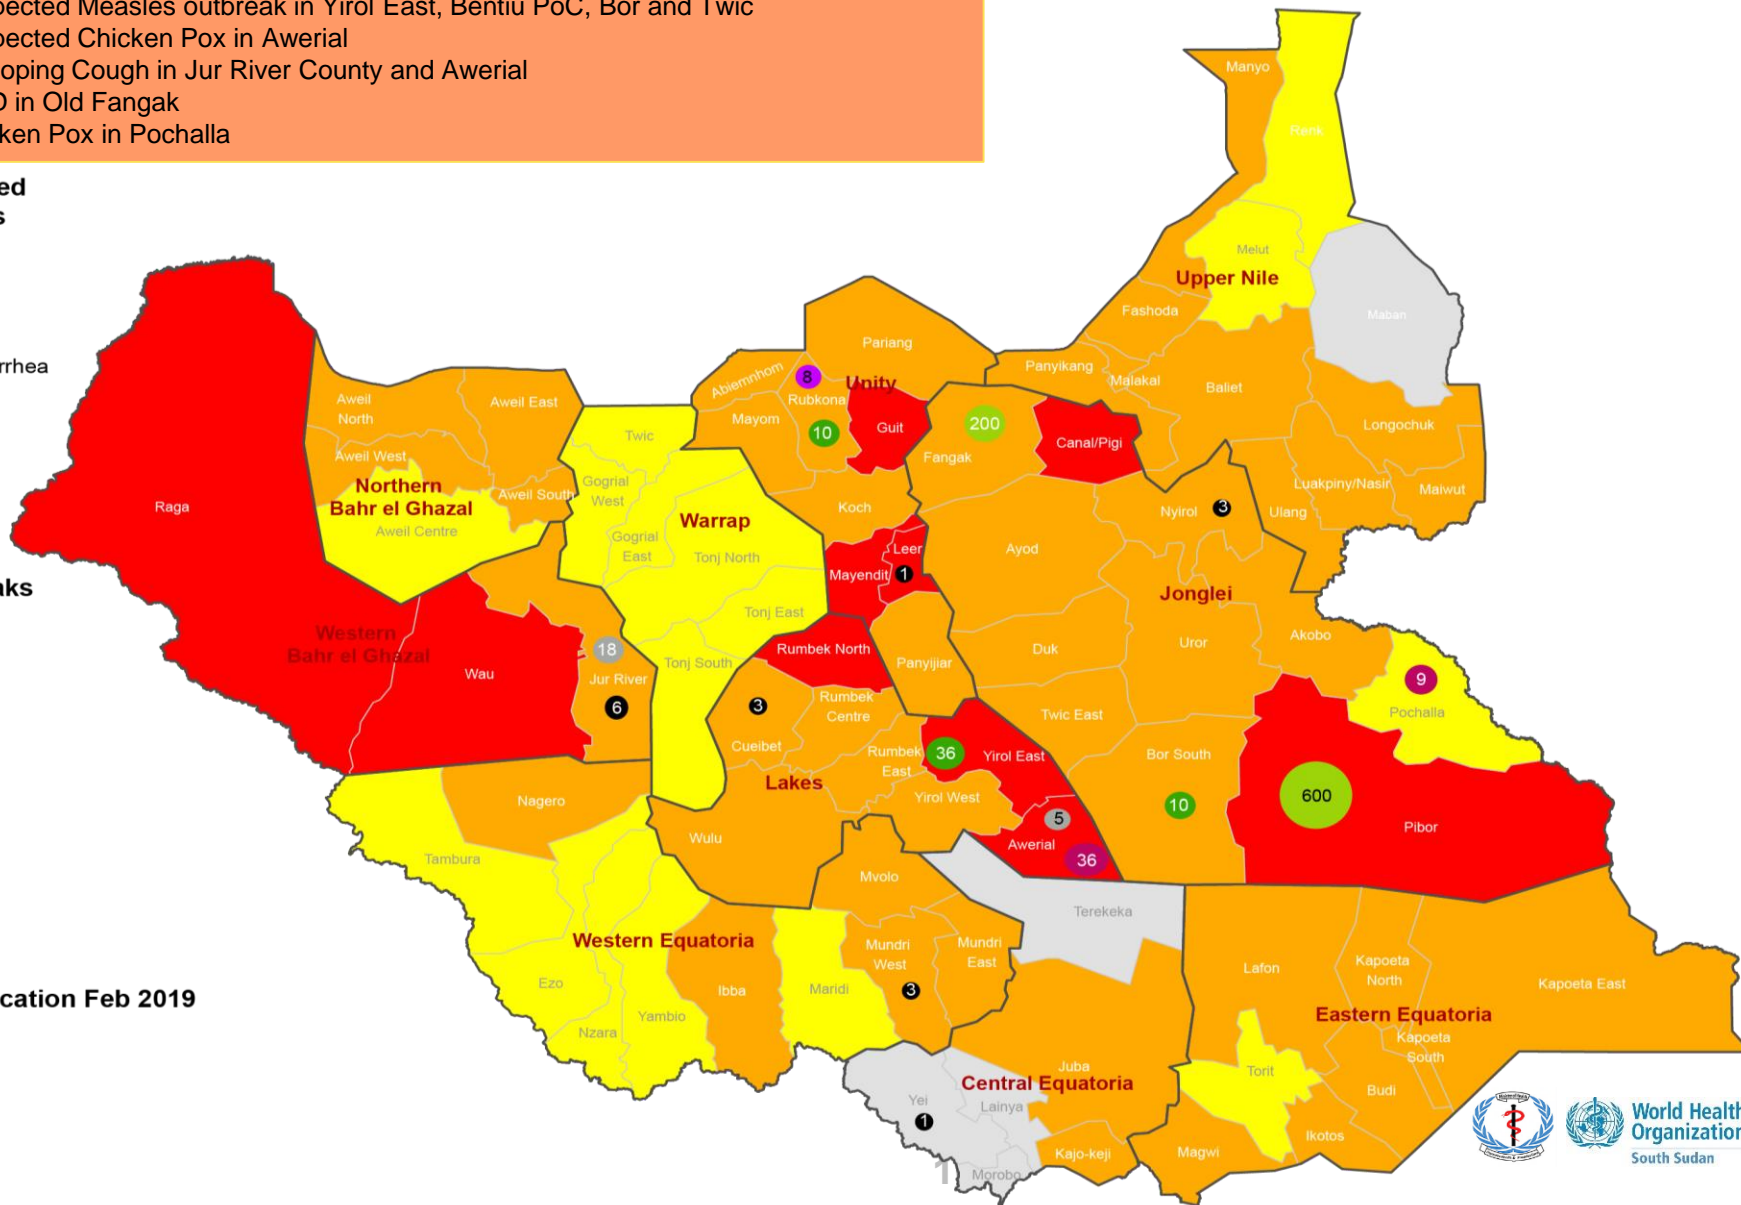 pected Measles outbreak in Yirol East, Bentiu PoC, Bor and Twic
pected Chicken Pox in Awerial
oping Cough in Jur River County and Awerial
D in Old Fangak
ken Pox in Pochalla
ed
s
rrhea
aks
cation Feb 2019
Manyo
Renk
Melut
Upper Nile
Maban
Fashoda
Panyikang
Malakal
Baliet
Longochuk
Luakpiny/Nasir
Maiwut
Ulang
Pariang
Abiemnhom
8
Unity
Rubkona
Mayom
10
Guit
200
Fangak
Canal/Pigi
Koch
Nyirol
3
Leer
Mayendit
1
Ayod
Jonglei
Aweil
North
Aweil East
Aweil West
Northern
Bahr el Ghazal
Aweil South
Aweil Centre
Raga
Twic
Gogrial
West
Warrap
Gogrial
East
Tonj North
Tonj East
Tonj South
Western
Bahr el Ghazal
Wau
18
Jur River
6
Rumbek North
Panyijiar
Duk
Uror
Akobo
9
Pochalla
3
Cueibet
Rumbek
Centre
Rumbek
East
Lakes
36
Yirol East
Yirol West
Twic East
Bor South
10
600
Pibor
5
Awerial
36
Wulu
Nagero
Tambura
Mvolo
Terekeka
Western Equatoria
Mundri
West
Mundri
East
3
Ezo
Ibba
Maridi
Nzara
Yambio
Lafon
Kapoeta
North
Kapoeta East
Eastern Equatoria
Kapoeta
South
Juba
Central Equatoria
Torit
Budi
Yei
1
Lainya
Kajo-keji
Magwi
Ikotos
1
Morobo
World Health
Organization
South Sudan